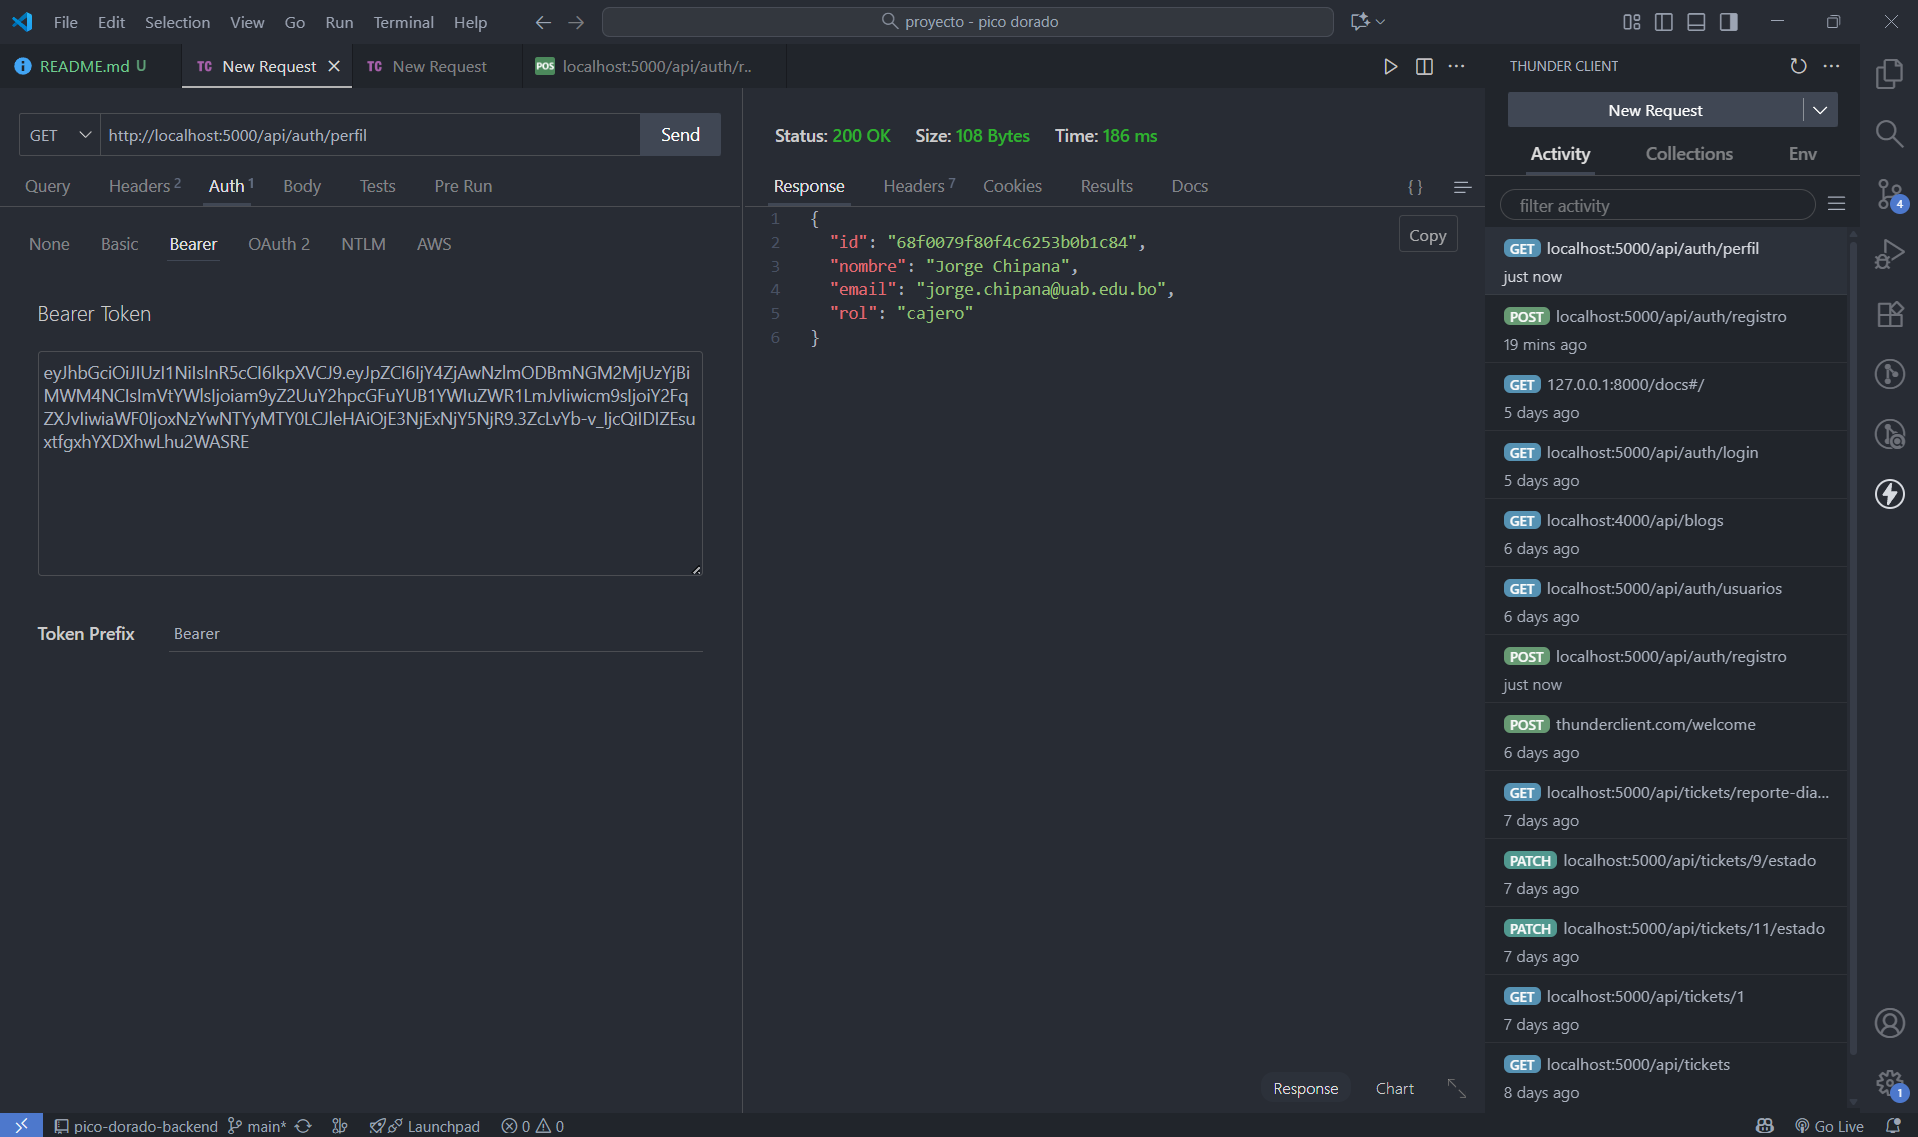 File Edit Selection View Go Run Terminal Help
proyecto - pico dorado
README.md U
TC New Request
TC New Request
POS localhost:5000/api/auth/r..
GET http://localhost:5000/api/auth/perfil Send
Query Headers 2 Auth 1 Body Tests Pre Run
None Basic Bearer OAuth 2 NTLM AWS
Bearer Token
Token Prefix Bearer
Status: 200 OK Size: 108 Bytes Time: 186 ms
Response Headers 7 Cookies Results Docs
{}
Copy
1 {
2 "id": "68f0079f80f4c6253b0b1c84",
3 "nombre": "Jorge Chipana",
4 "email": "jorge.chipana@uab.edu.bo",
5 "rol": "cajero"
6 }
Response Chart
THUNDER CLIENT
New Request
Activity Collections Env
filter activity
GET localhost:5000/api/auth/perfil
just now
POST localhost:5000/api/auth/registro
19 mins ago
GET 127.0.0.1:8000/docs#/
5 days ago
GET localhost:5000/api/auth/login
5 days ago
GET localhost:4000/api/blogs
6 days ago
GET localhost:5000/api/auth/usuarios
6 days ago
POST localhost:5000/api/auth/registro
just now
POST thunderclient.com/welcome
6 days ago
GET localhost:5000/api/tickets/reporte-dia...
7 days ago
PATCH localhost:5000/api/tickets/9/estado
7 days ago
PATCH localhost:5000/api/tickets/11/estado
7 days ago
GET localhost:5000/api/tickets/1
7 days ago
GET localhost:5000/api/tickets
8 days ago
4
1
pico-dorado-backend main* Launchpad 0 0
Go Live